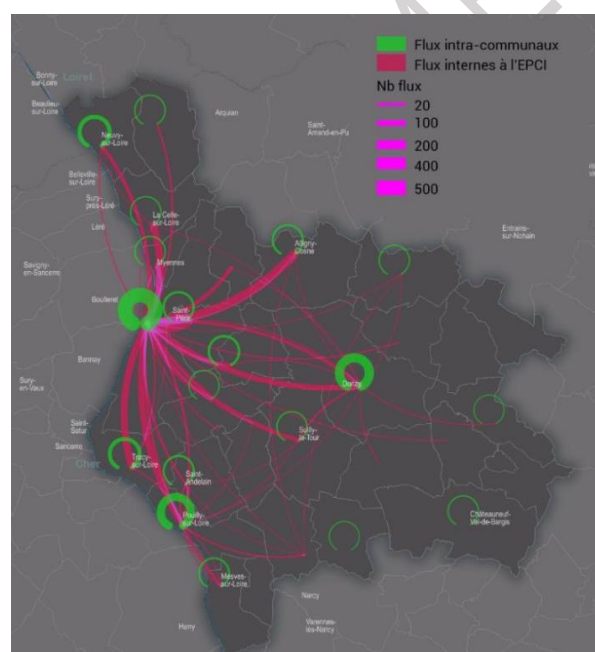 Flux intra-communaux
Flux internes à l'EPCI
Nb flux
20
100
200
400
500
Bonny-
sur-Loire
Loiret
Beaulieu-
sur-Loire
Neuvy-
sur-Loire
Arquian
Saint-
Amand-en-Pu
Belleville-
sur-Loire
Sury-
près-Léré
Léré
La Celle-
sur-Loire
Alligny-
Cosne
Entrains-
sur-Nohain
Savigny-
en-Sancerre
Myennes
Boulleret
Saint-
Père
Bannay
Sury-
en-Vaux
Donzy
Saint-
Satur
Sancerre
Suilly-
la-Tour
Cher
Tracy-
sur-Loire
Saint-
Andelain
Pouilly-
sur-Loire
Châteauneuf-
Val-de-Bargis
Mesves-
sur-Loire
Narcy
Herry
Varennes-
lès-Narcy